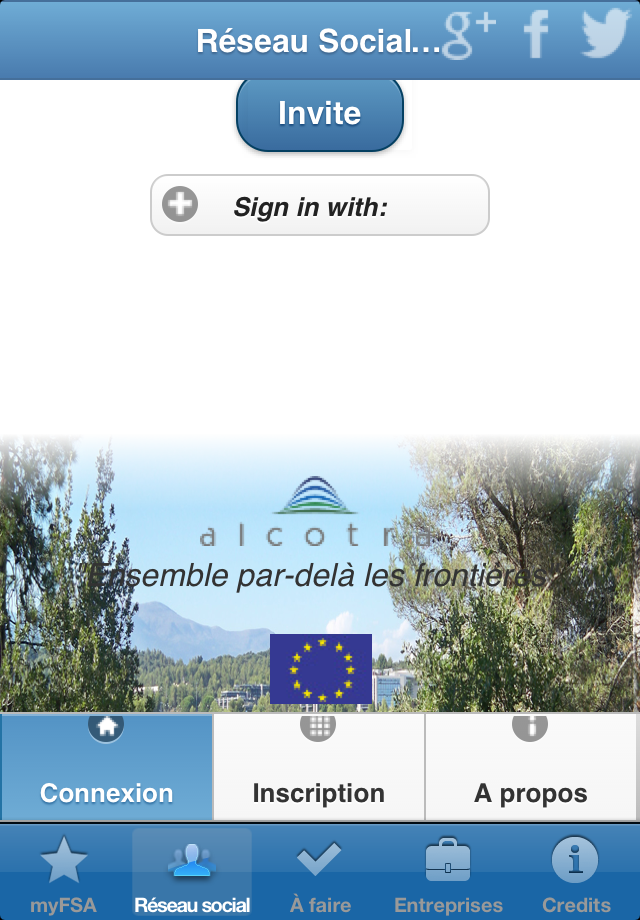 Réseau Social...
g+ f
Invite
Sign in with:
alcotra
"Ensemble par-delà les frontières"
Connexion Inscription A propos
myFSA Réseau social À faire Entreprises Credits